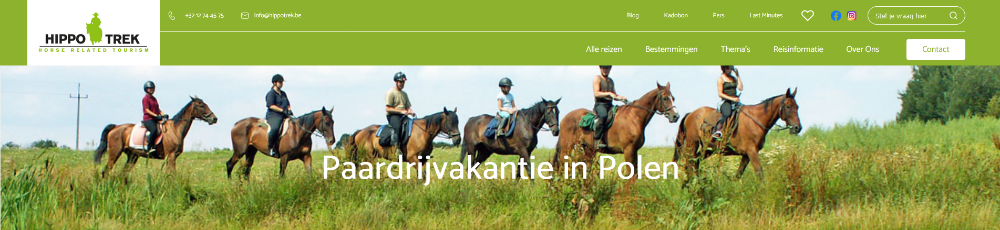 HIPPO TREK
HORSE RELATED TOURISM
+32 12 74 45 75
info@hippotrek.be
Blog
Kadobon
Pers
Last Minutes
Stel je vraag hier
Alle reizen
Bestemmingen
Thema's
Reisinformatie
Over Ons
Contact
Paardrijvakantie in Polen